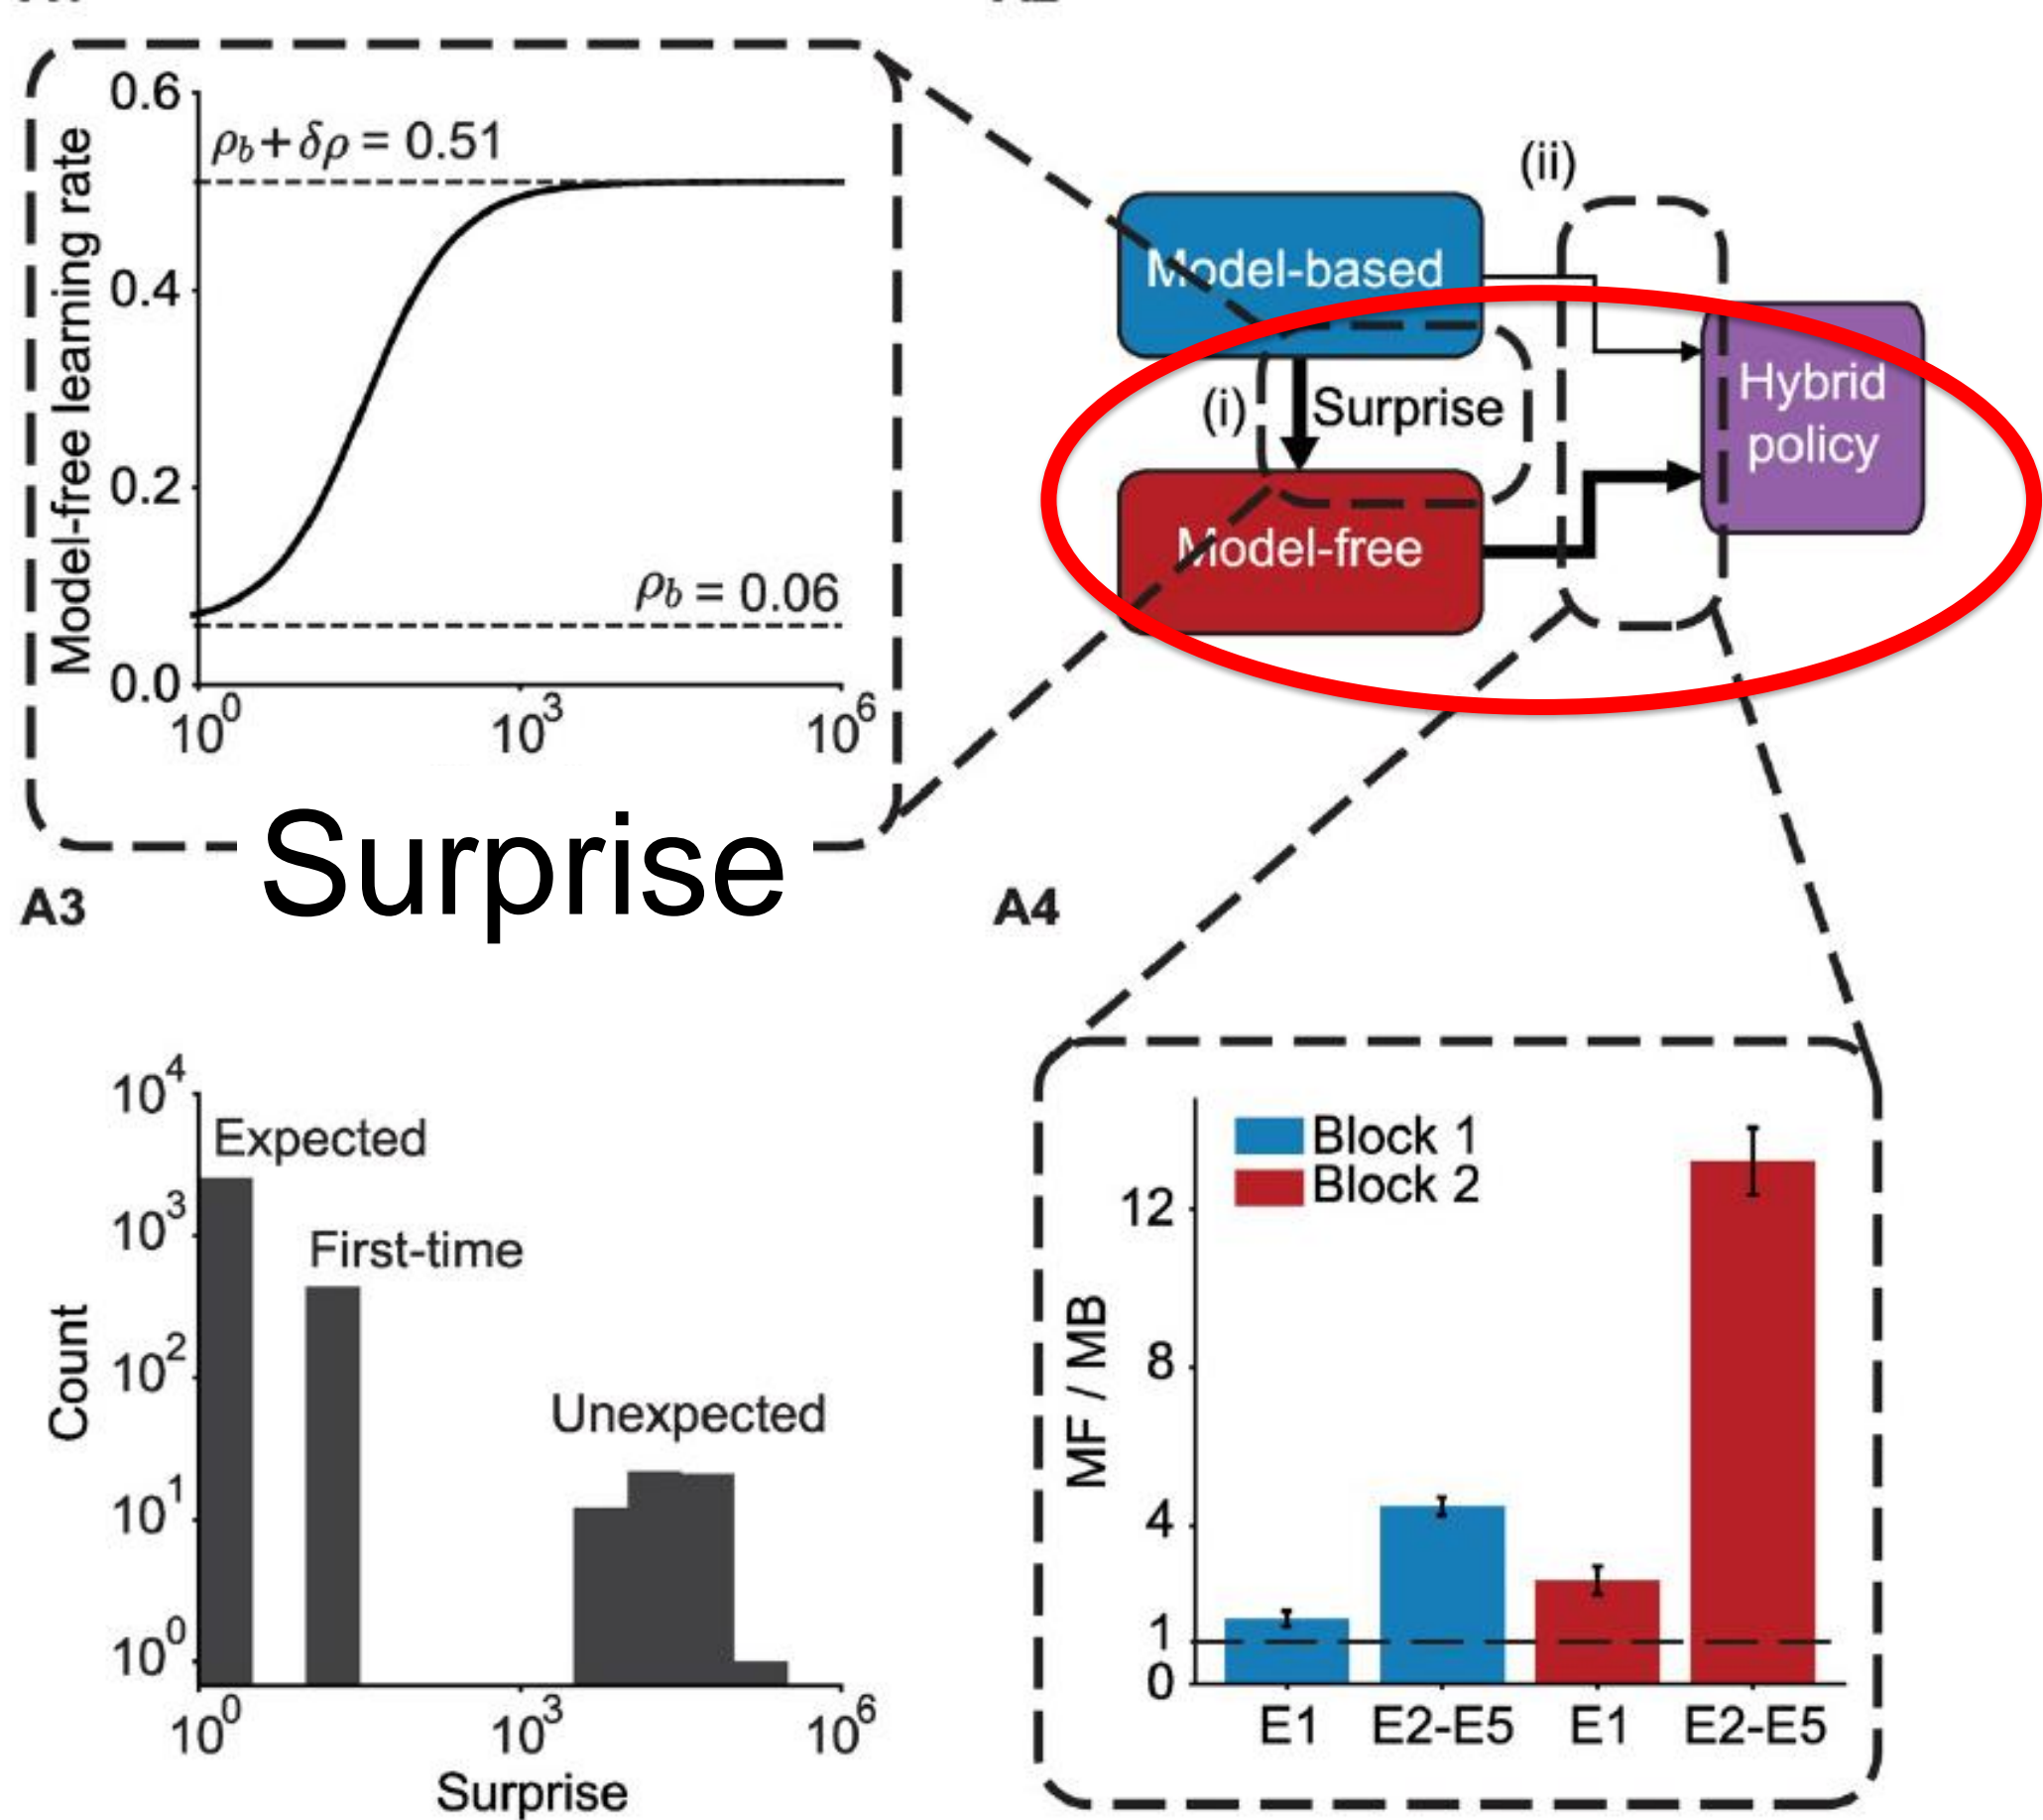 Model-free learning rate
0.6
0.4
0.2
0.0
ρb + δρ = 0.51
ρb = 0.06
10^0
10^3
10^6
Surprise
(ii)
Model-based
(i)
Surprise
Hybrid
policy
Model-free
A3
Count
10^4
10^3
10^2
10^1
10^0
Expected
First-time
Unexpected
10^0
10^3
10^6
Surprise
A4
MF / MB
Block 1
Block 2
12
8
4
1
0
E1
E2-E5
E1
E2-E5